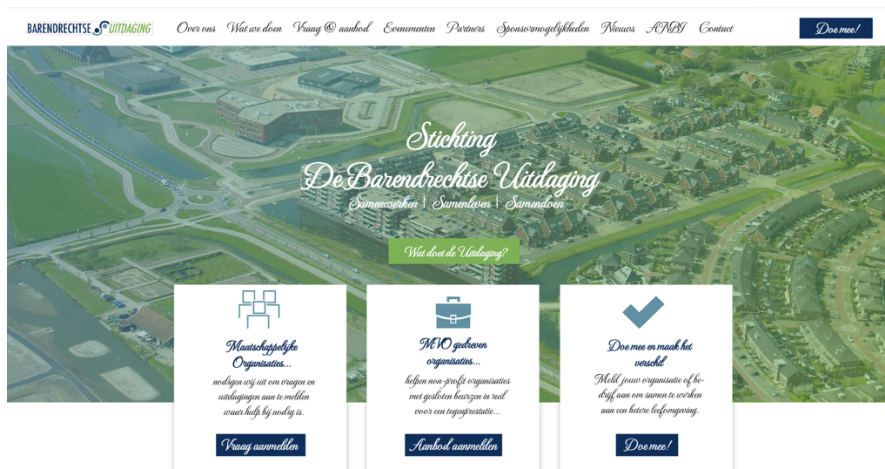 BARENDRECHTSE UITDAGING
Over ons Wat we doen Vraag & aanbod Evenementen Partners Sponsormogelijkheden Nieuws ANBI Contact
Doe mee!
Stichting
De Barendrechtse Uitdaging
Samenwerken | Samenleven | Samendoen
Wat doet de Uitdaging?
Maatschappelijke
Organisaties...
nodigen wij uit om vragen en
uitdagingen aan te melden
waar hulp bij nodig is.
Vraag aanmelden
MVO gedreven
organisaties...
helpen non-profit organisaties
met gesloten beurzen in ruil
voor een tegenprestatie...
Aanbod aanmelden
Doe mee en maak het
verschil
Meld jouw organisatie of be-
drijf aan om samen te werken
aan een betere leefomgeving.
Doe mee!